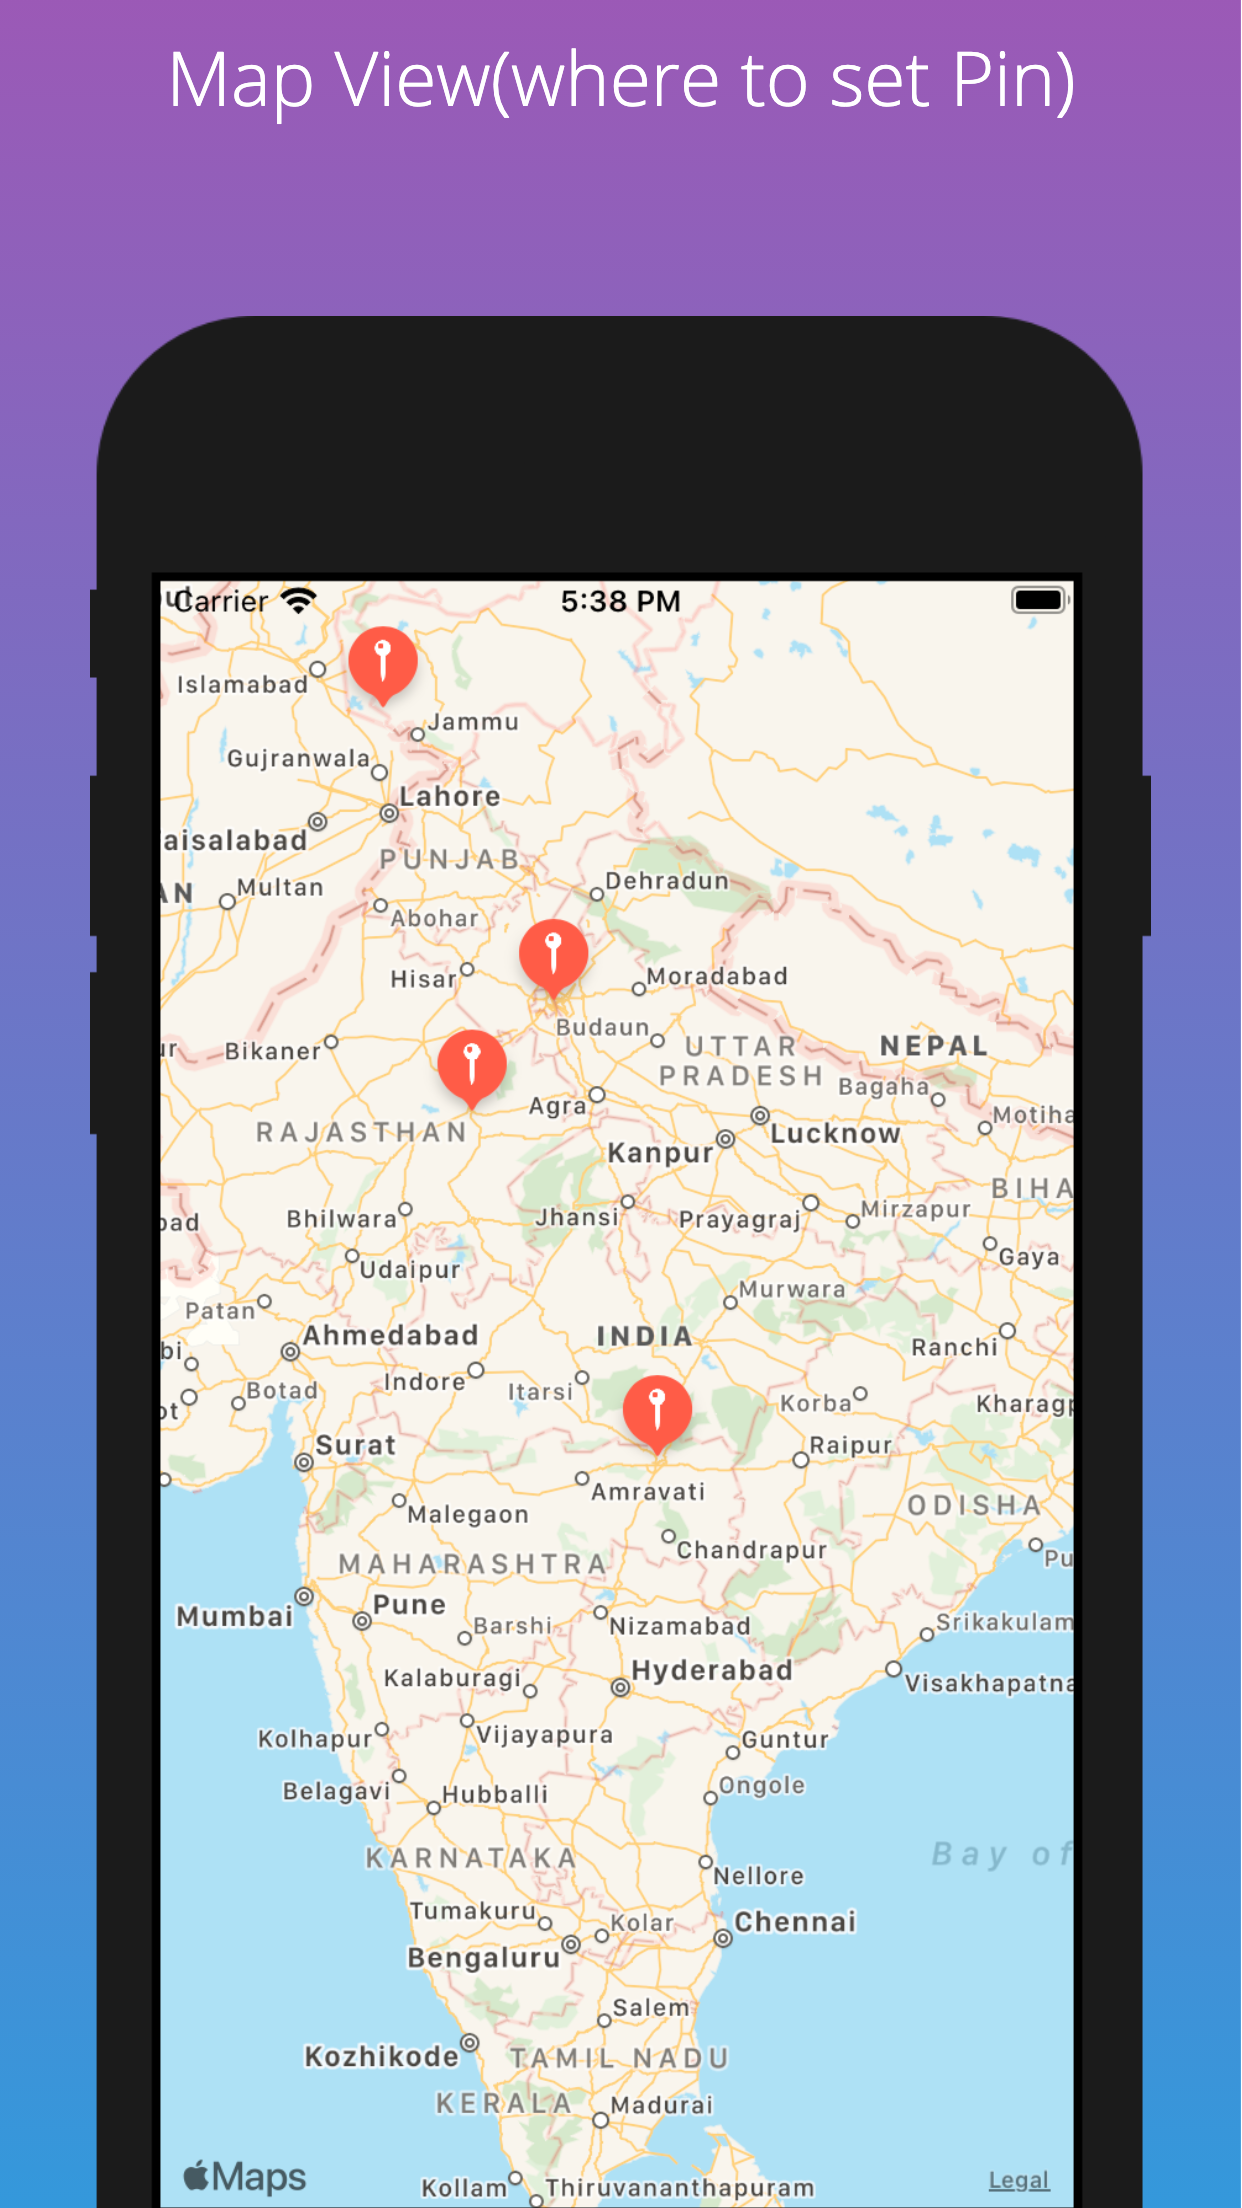 Map View(where to set Pin)
Carrier
5:38 PM
Islamabad
Jammu
Gujranwala
Lahore
aisalabad
PUNJAB
AN
Multan
Dehradun
Abohar
Hisar
Moradabad
Budaun
ur
Bikaner
UTTAR
PRADESH
NEPAL
Bagaha
Agra
Motiha
RAJASTHAN
Lucknow
Kanpur
BIHA
bad
Bhilwara
Jhansi
Prayagraj
Mirzapur
Gaya
Udaipur
Murwara
Patan
Ahmedabad
INDIA
bi
Ranchi
Indore
Itarsi
Botad
Korba
Kharagp
ot
Surat
Raipur
Amravati
ODISHA
Malegaon
Chandrapur
MAHARASHTRA
Pu
Mumbai
Pune
Barshi
Nizamabad
Srikakulam
Hyderabad
Kalaburagi
Visakhapatna
Kolhapur
Vijayapura
Guntur
Belagavi
Hubballi
Ongole
KARNATAKA
Bay of
Nellore
Tumakuru
Kolar
Chennai
Bengaluru
Salem
Kozhikode
TAMIL NADU
KERALA
Madurai
Maps
Legal
Kollam
Thiruvananthapuram